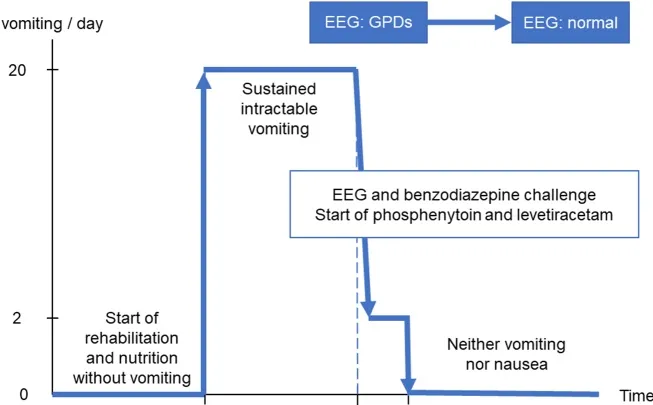 vomiting / day
EEG: GPDs
EEG: normal
20
Sustained
intractable
vomiting
EEG and benzodiazepine challenge
Start of phosphenytoin and levetiracetam
2
Start of
rehabilitation
and nutrition
without vomiting
Neither vomiting
nor nausea
0
Time